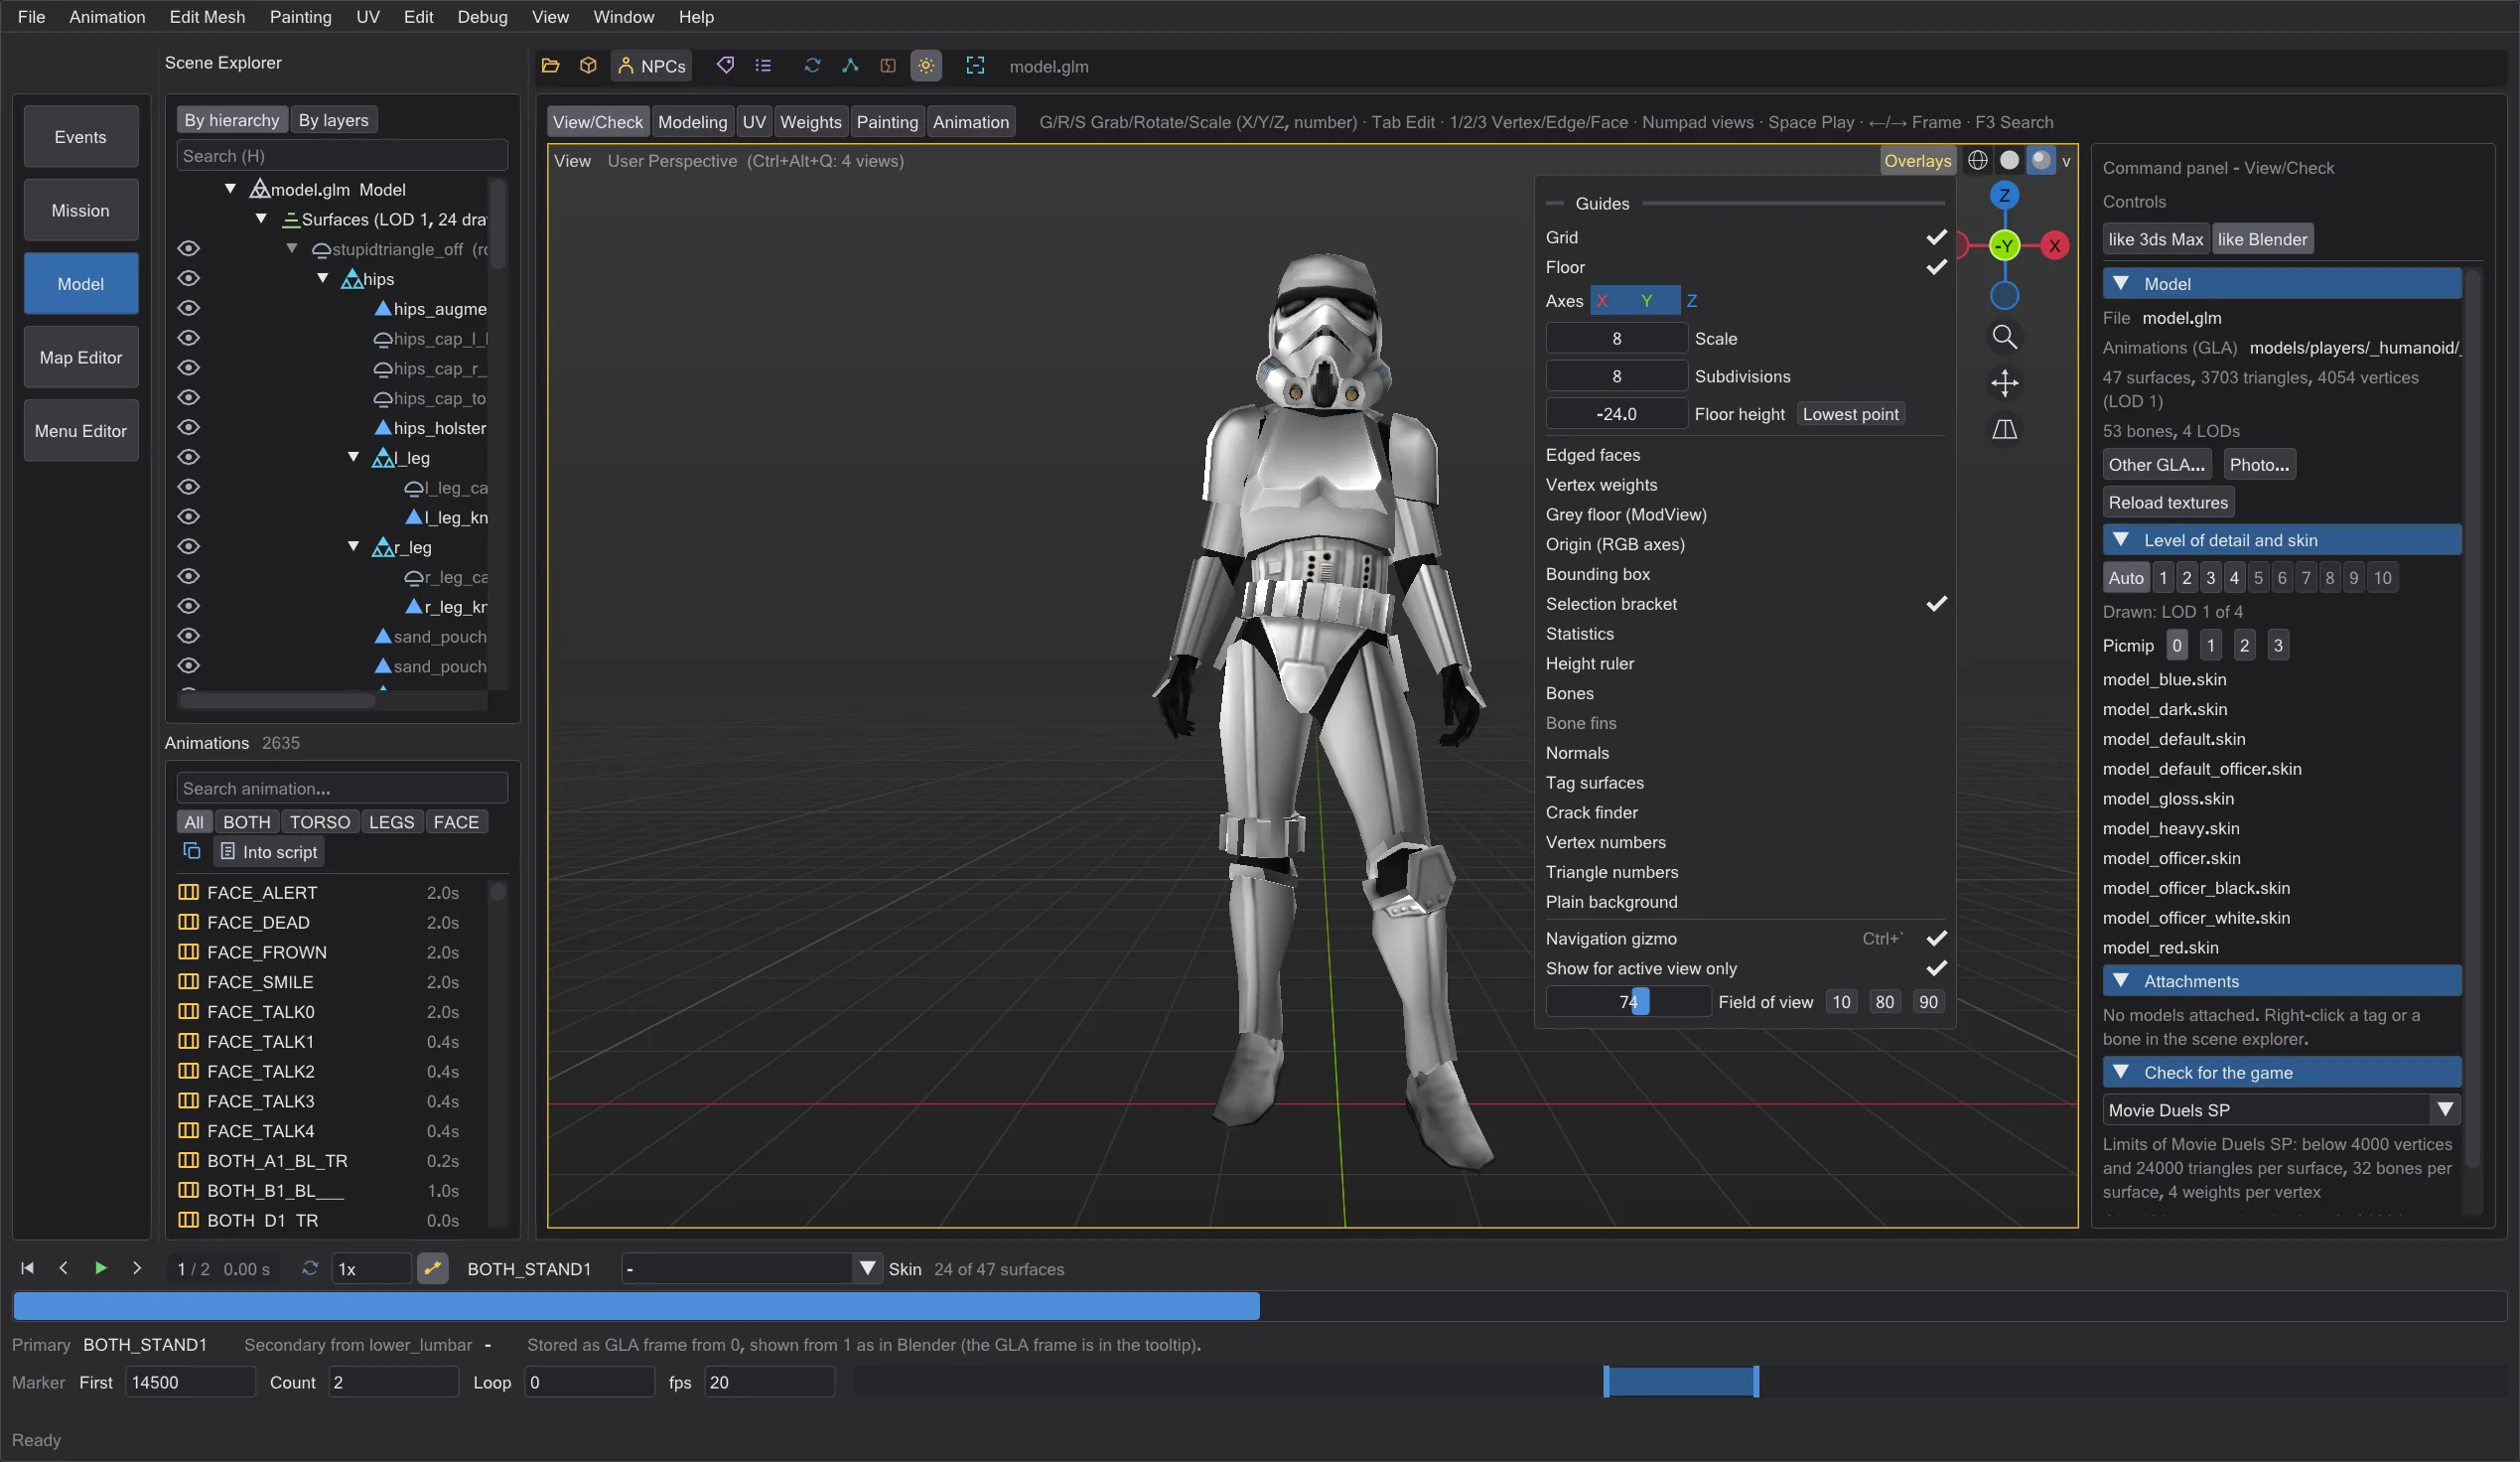 File Animation Edit Mesh Painting UV Edit Debug View Window Help
Scene Explorer
NPCs model.glm
Events
Mission
Model
Map Editor
Menu Editor
By hierarchy By layers
Search (H)
model.glm Model
Surfaces (LOD 1, 24 dra
stupidtriangle_off (ro
hips
hips_augme
hips_cap_l_
hips_cap_r_
hips_cap_to
hips_holster
l_leg
l_leg_ca
l_leg_kn
r_leg
r_leg_ca
r_leg_kn
sand_pouch
sand_pouch
Animations 2635
Search animation...
All BOTH TORSO LEGS FACE
Into script
FACE_ALERT 2.0s
FACE_DEAD 2.0s
FACE_FROWN 2.0s
FACE_SMILE 2.0s
FACE_TALK0 2.0s
FACE_TALK1 0.4s
FACE_TALK2 0.4s
FACE_TALK3 0.4s
FACE_TALK4 0.4s
BOTH_A1_BL_TR 0.2s
BOTH_B1_BL___ 1.0s
BOTH_D1_TR 0.0s
View/Check Modeling UV Weights Painting Animation G/R/S Grab/Rotate/Scale (X/Y/Z, number) · Tab Edit · 1/2/3 Vertex/Edge/Face · Numpad views · Space Play · ←/→ Frame · F3 Search
View User Perspective (Ctrl+Alt+Q: 4 views) Overlays v
Guides
Grid
Floor
Axes X Y Z
8 Scale
8 Subdivisions
-24.0 Floor height Lowest point
Edged faces
Vertex weights
Grey floor (ModView)
Origin (RGB axes)
Bounding box
Selection bracket
Statistics
Height ruler
Bones
Bone fins
Normals
Tag surfaces
Crack finder
Vertex numbers
Triangle numbers
Plain background
Navigation gizmo Ctrl+`
Show for active view only
74 Field of view 10 80 90
Z
-Y X
Command panel - View/Check
Controls
like 3ds Max like Blender
Model
File model.glm
Animations (GLA) models/players/_humanoid/_
47 surfaces, 3703 triangles, 4054 vertices
(LOD 1)
53 bones, 4 LODs
Other GLA... Photo...
Reload textures
Level of detail and skin
Auto 1 2 3 4 5 6 7 8 9 10
Drawn: LOD 1 of 4
Picmip 0 1 2 3
model_blue.skin
model_dark.skin
model_default.skin
model_default_officer.skin
model_gloss.skin
model_heavy.skin
model_officer.skin
model_officer_black.skin
model_officer_white.skin
model_red.skin
Attachments
No models attached. Right-click a tag or a
bone in the scene explorer.
Check for the game
Movie Duels SP
Limits of Movie Duels SP: below 4000 vertices
and 24000 triangles per surface, 32 bones per
surface, 4 weights per vertex
1 / 2 0.00 s 1x BOTH_STAND1 - Skin 24 of 47 surfaces
Primary BOTH_STAND1 Secondary from lower_lumbar - Stored as GLA frame from 0, shown from 1 as in Blender (the GLA frame is in the tooltip).
Marker First 14500 Count 2 Loop 0 fps 20
Ready